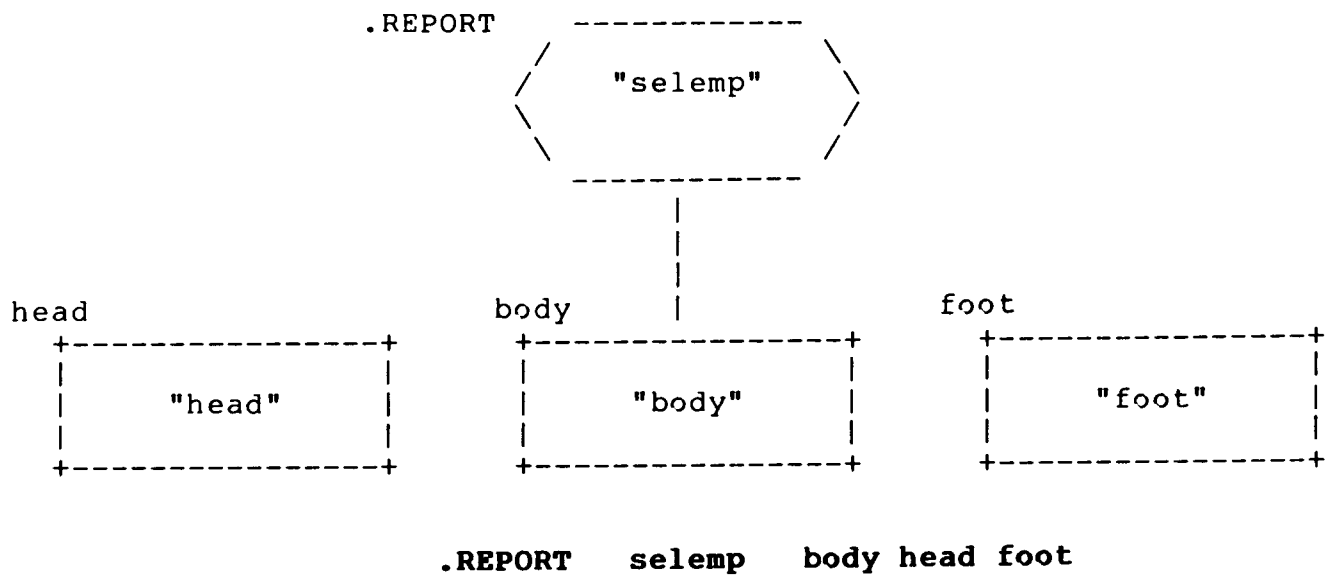 .REPORT
"selemp"
head body foot
"head" "body" "foot"
.REPORT selemp body head foot